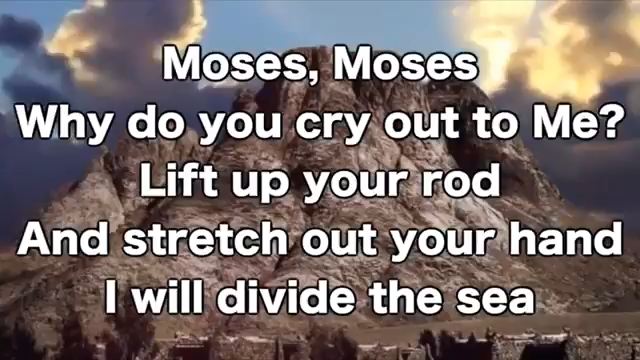 Moses, Moses
Why do you cry out to Me?
Lift up your rod
And stretch out your hand
I will divide the sea